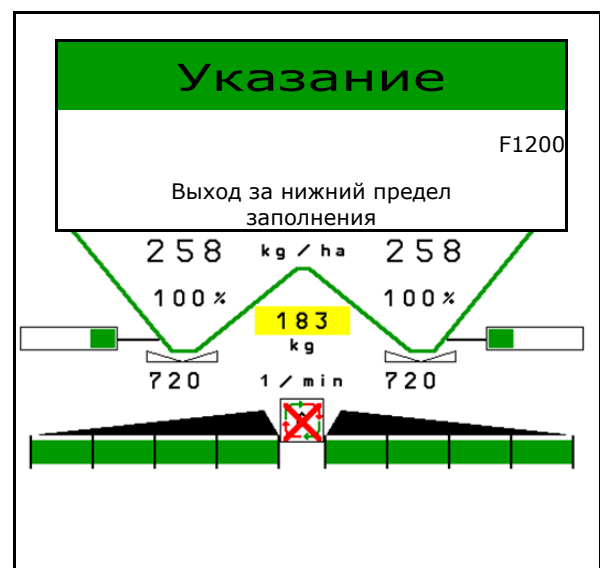 Указание
F1200
Выход за нижний предел
заполнения
258 kg/ha 258
100% 100%
183
kg
720 1/min 720